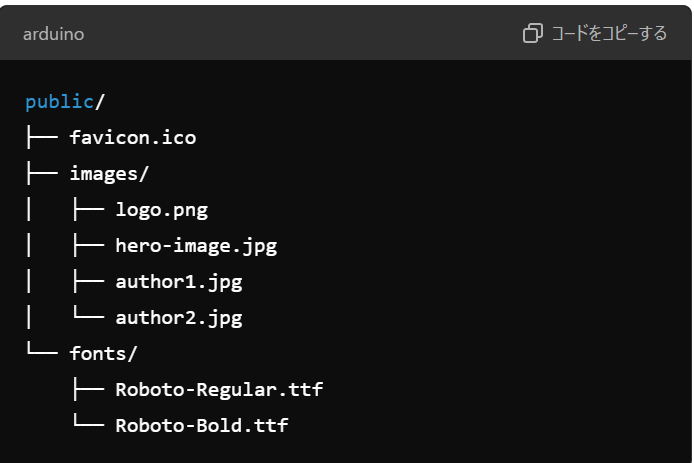 arduino コードをコピーする
public/
├── favicon.ico
├── images/
│   ├── logo.png
│   ├── hero-image.jpg
│   ├── author1.jpg
│   └── author2.jpg
└── fonts/
    ├── Roboto-Regular.ttf
    └── Roboto-Bold.ttf